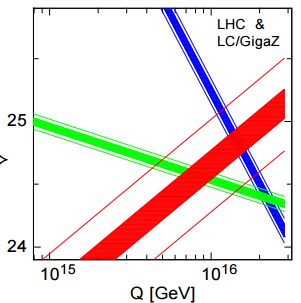 LHC &
LC/GigaZ
25
24
10^15
10^16
Q [GeV]